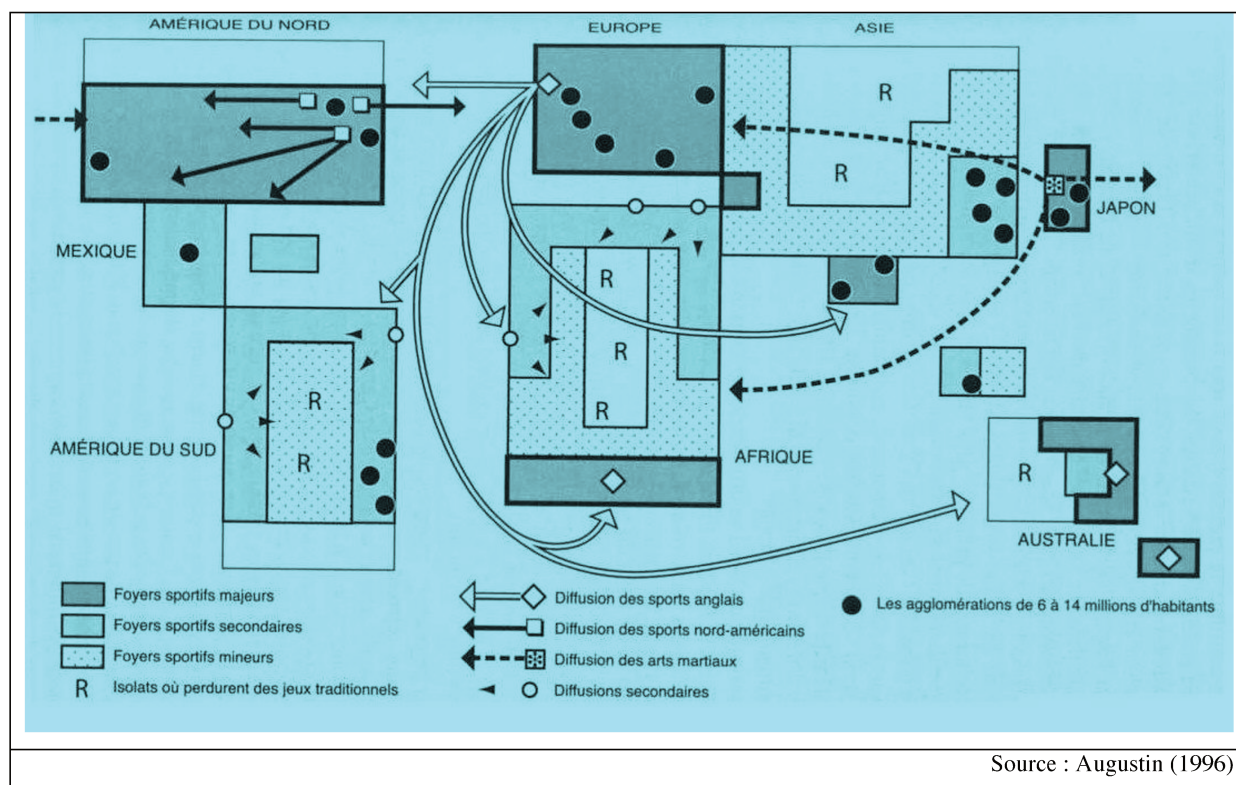 AMÉRIQUE DU NORD
EUROPE
ASIE
R
R
JAPON
MEXIQUE
R
R
R
R
R
AMÉRIQUE DU SUD
AFRIQUE
R
AUSTRALIE
Foyers sportifs majeurs
Foyers sportifs secondaires
Foyers sportifs mineurs
R Isolats où perdurent des jeux traditionnels
Diffusion des sports anglais
Diffusion des sports nord-américains
Diffusion des arts martiaux
Diffusions secondaires
Les agglomérations de 6 à 14 millions d'habitants
Source : Augustin (1996)